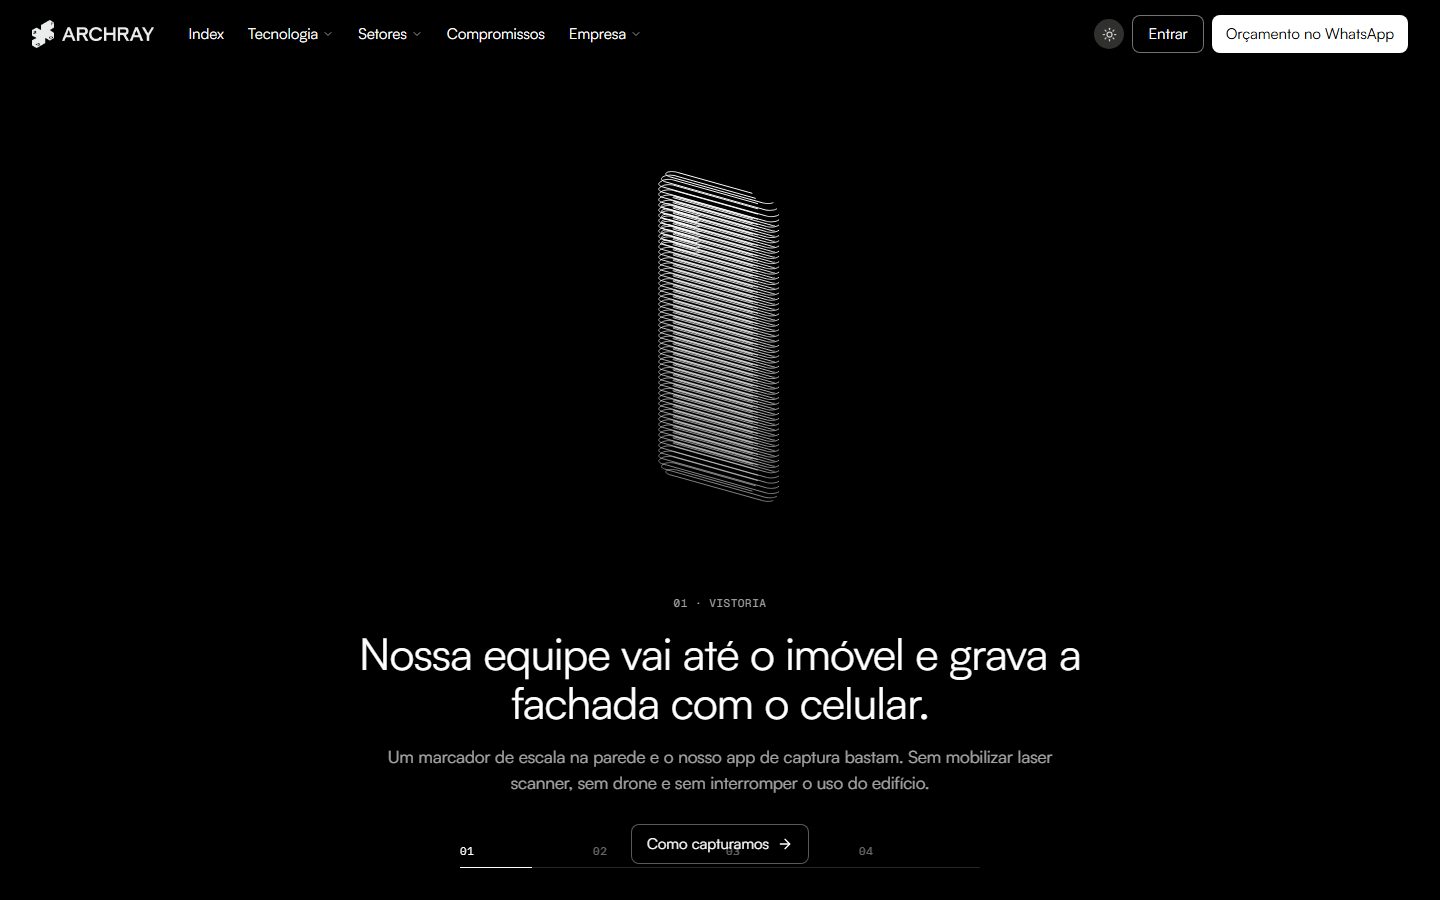 ARCHRAY
Index
Tecnologia
Setores
Compromissos
Empresa
Entrar
Orçamento no WhatsApp
01 · VISTORIA
Nossa equipe vai até o imóvel e grava a
fachada com o celular.
Um marcador de escala na parede e o nosso app de captura bastam. Sem mobilizar laser
scanner, sem drone e sem interromper o uso do edifício.
Como capturamos
01
02
03
04